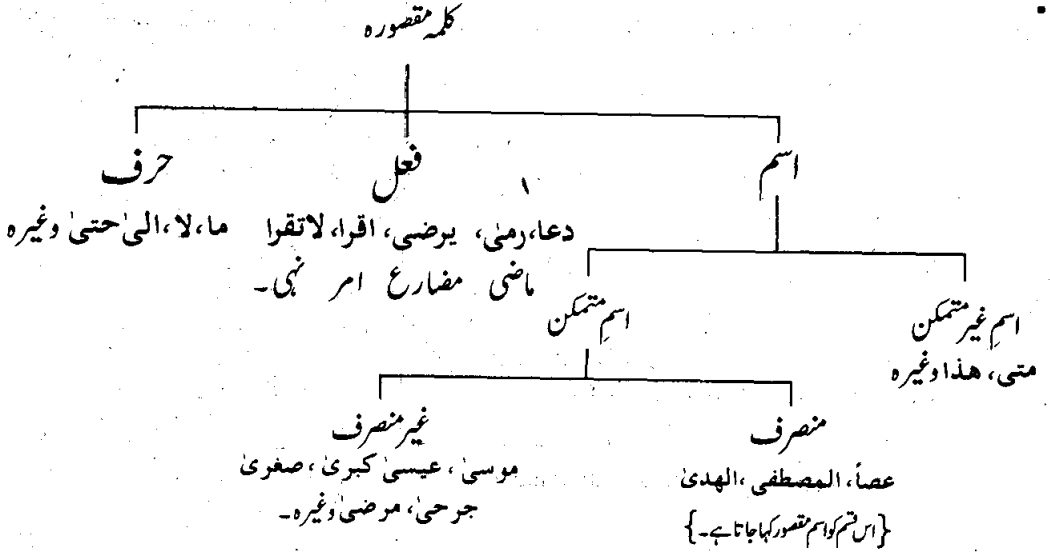 کلمہ مقصورہ
اسم
فعل
حرف
دعا، رمیٰ، یرضی، اقرا، لاتقرا
ماضی مضارع امر نہی۔
ما، لا، الیٰ حتیٰ وغیرہ
اسمِ غیر متمکن
متی، ھذا وغیرہ
اسمِ متمکن
منصرف
عصاً، المصطفی، الھدیٰ
{اس قسم کو اسم مقصور کہا جاتا ہے۔}
غیر منصرف
موسیٰ، عیسیٰ کبریٰ، صغریٰ
جرحیٰ، مرضیٰ وغیرہ۔